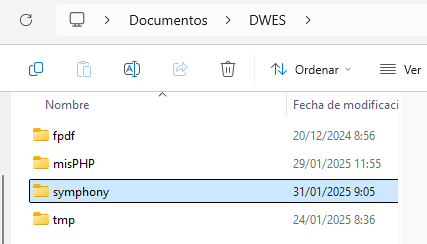 Documentos > DWES >
Ordenar Ver
Nombre Fecha de modificaci
fpdf 20/12/2024 8:56
misPHP 29/01/2025 11:55
symphony 31/01/2025 9:05
tmp 24/01/2025 8:36